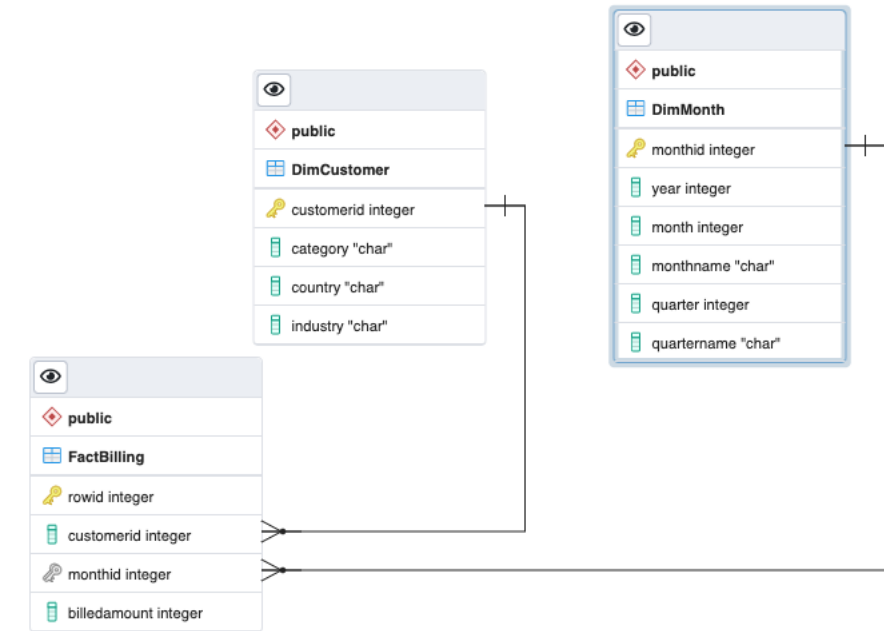 public
DimMonth
monthid integer
year integer
month integer
monthname "char"
quarter integer
quartername "char"
public
DimCustomer
customerid integer
category "char"
country "char"
industry "char"
public
FactBilling
rowid integer
customerid integer
monthid integer
billedamount integer